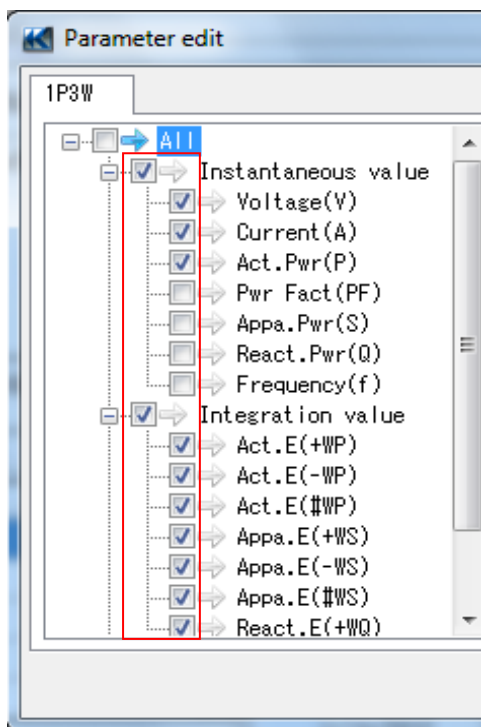 Parameter edit
1P3W
All
Instantaneous value
Voltage(V)
Current(A)
Act.Pwr(P)
Pwr Fact(PF)
Appa.Pwr(S)
React.Pwr(Q)
Frequency(f)
Integration value
Act.E(+WP)
Act.E(-WP)
Act.E(#WP)
Appa.E(+WS)
Appa.E(-WS)
Appa.E(#WS)
React.E(+WQ)